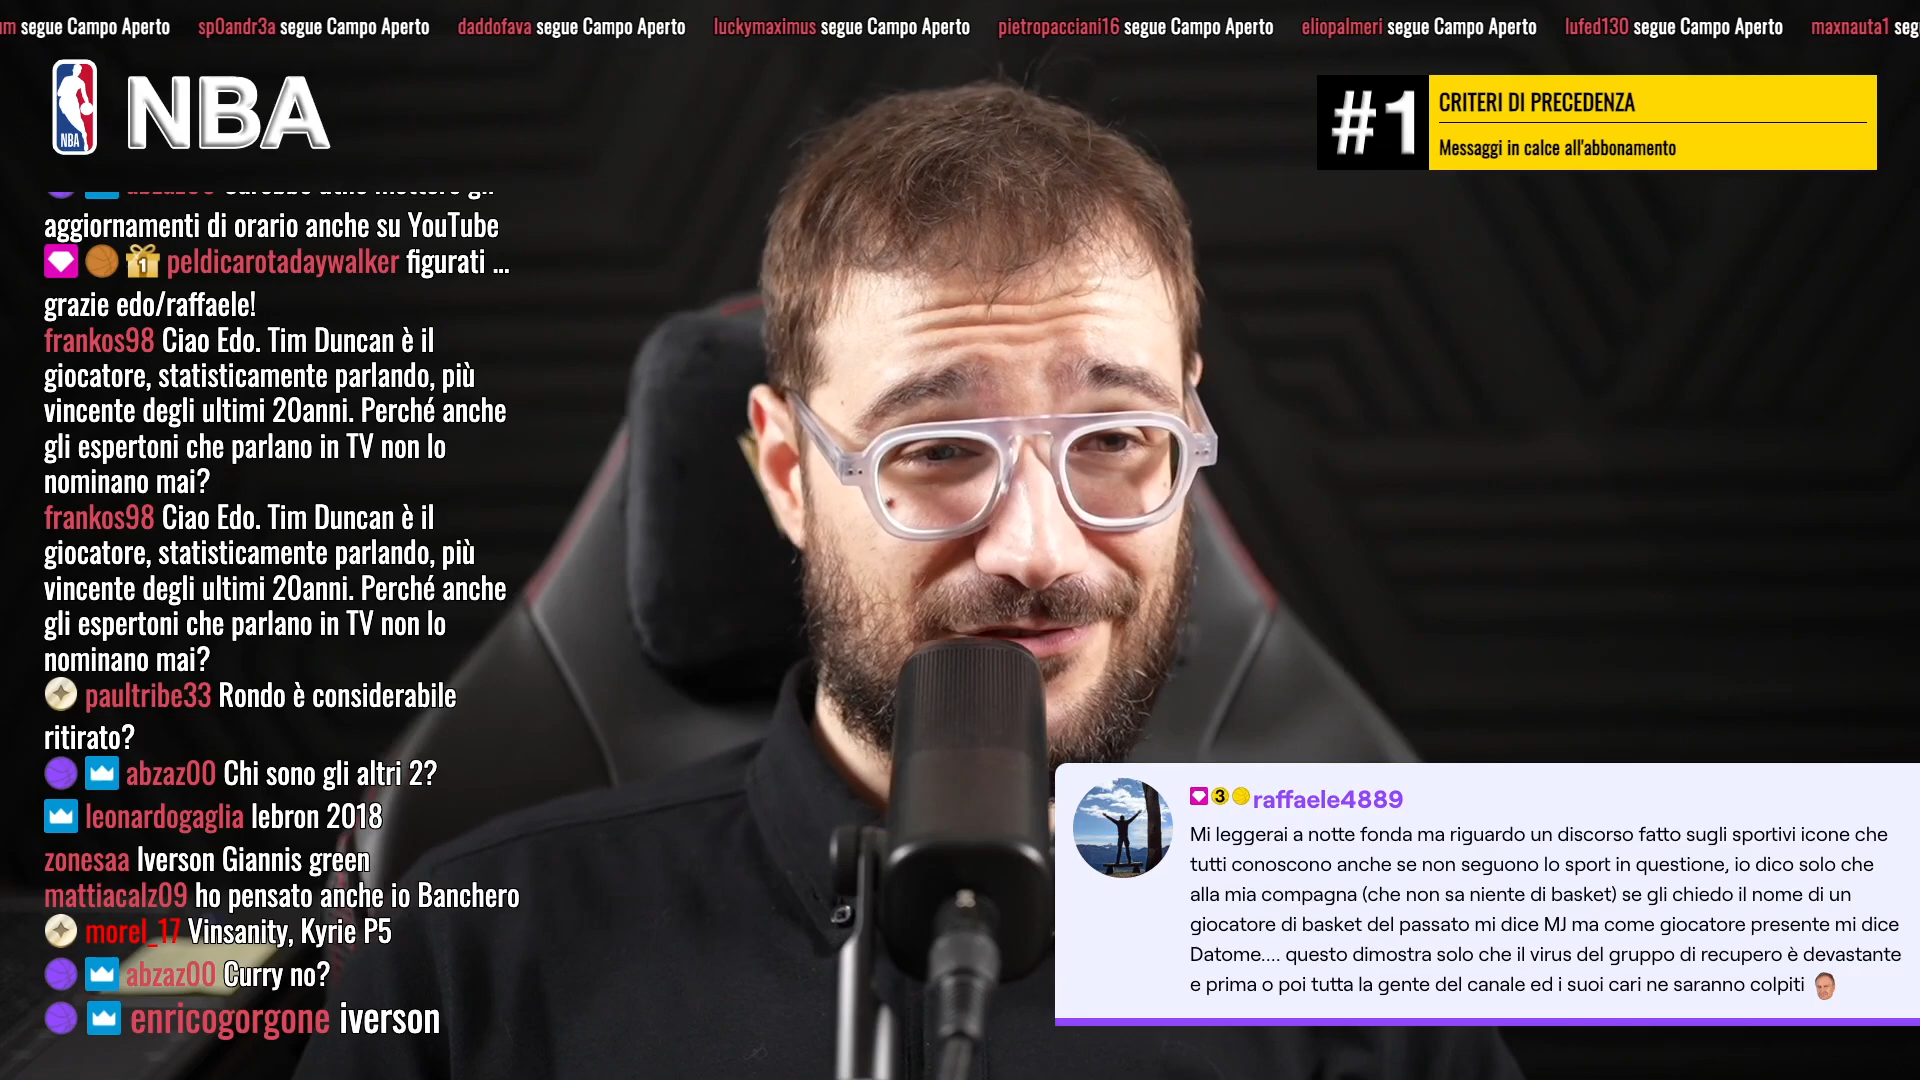 segue Campo Aperto sp0andr3a segue Campo Aperto daddofava segue Campo Aperto luckymaximus segue Campo Aperto pietropacciani16 segue Campo Aperto eliopalmeri segue Campo Aperto lufed130 segue Campo Aperto maxnauta1
NBA
NBA
#1
CRITERI DI PRECEDENZA
Messaggi in calce all'abbonamento
aggiornamenti di orario anche su YouTube
1 peldicarotadaywalker figurati ...
grazie edo/raffaele!
frankos98 Ciao Edo. Tim Duncan è il
giocatore, statisticamente parlando, più
vincente degli ultimi 20anni. Perché anche
gli espertoni che parlano in TV non lo
nominano mai?
frankos98 Ciao Edo. Tim Duncan è il
giocatore, statisticamente parlando, più
vincente degli ultimi 20anni. Perché anche
gli espertoni che parlano in TV non lo
nominano mai?
paultribe33 Rondo è considerabile
ritirato?
abzaz00 Chi sono gli altri 2?
leonardogaglia lebron 2018
zonesaa Iverson Giannis green
mattiacalz09 ho pensato anche io Banchero
morel_17 Vinsanity, Kyrie P5
abzaz00 Curry no?
enricogorgone iverson
3 raffaele4889
Mi leggerai a notte fonda ma riguardo un discorso fatto sugli sportivi icone che
tutti conoscono anche se non seguono lo sport in questione, io dico solo che
alla mia compagna (che non sa niente di basket) se gli chiedo il nome di un
giocatore di basket del passato mi dice MJ ma come giocatore presente mi dice
Datome.... questo dimostra solo che il virus del gruppo di recupero è devastante
e prima o poi tutta la gente del canale ed i suoi cari ne saranno colpiti